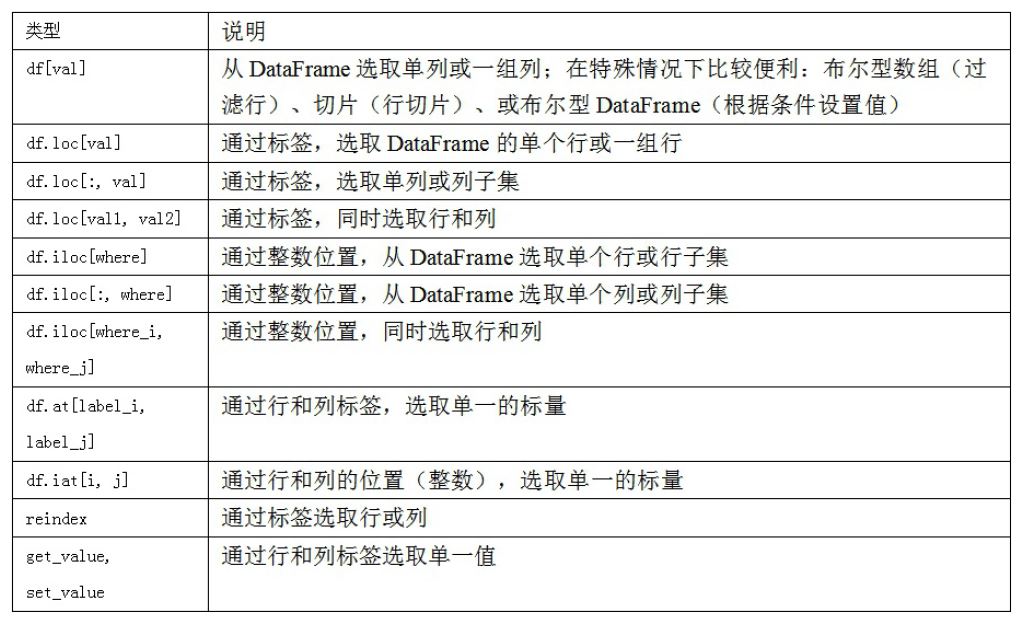 类型 说明
df[val] 从 DataFrame 选取单列或一组列；在特殊情况下比较便利：布尔型数组（过
滤行）、切片（行切片）、或布尔型 DataFrame（根据条件设置值）
df.loc[val] 通过标签，选取 DataFrame 的单个行或一组行
df.loc[:, val] 通过标签，选取单列或列子集
df.loc[val1, val2] 通过标签，同时选取行和列
df.iloc[where] 通过整数位置，从 DataFrame 选取单个行或行子集
df.iloc[:, where] 通过整数位置，从 DataFrame 选取单个列或列子集
df.iloc[where_i, 通过整数位置，同时选取行和列
where_j]
df.at[label_i, 通过行和列标签，选取单一的标量
label_j]
df.iat[i, j] 通过行和列的位置（整数），选取单一的标量
reindex 通过标签选取行或列
get_value, 通过行和列标签选取单一值
set_value